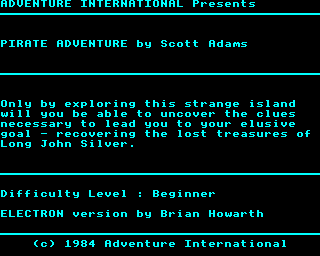 ADVENTURE INTERNATIONAL Presents
PIRATE ADVENTURE by Scott Adams
Only by exploring this strange island
will you be able to uncover the clues
necessary to lead you to your elusive
goal - recovering the lost treasures of
Long John Silver.
Difficulty Level : Beginner
ELECTRON version by Brian Howarth
(c) 1984 Adventure International